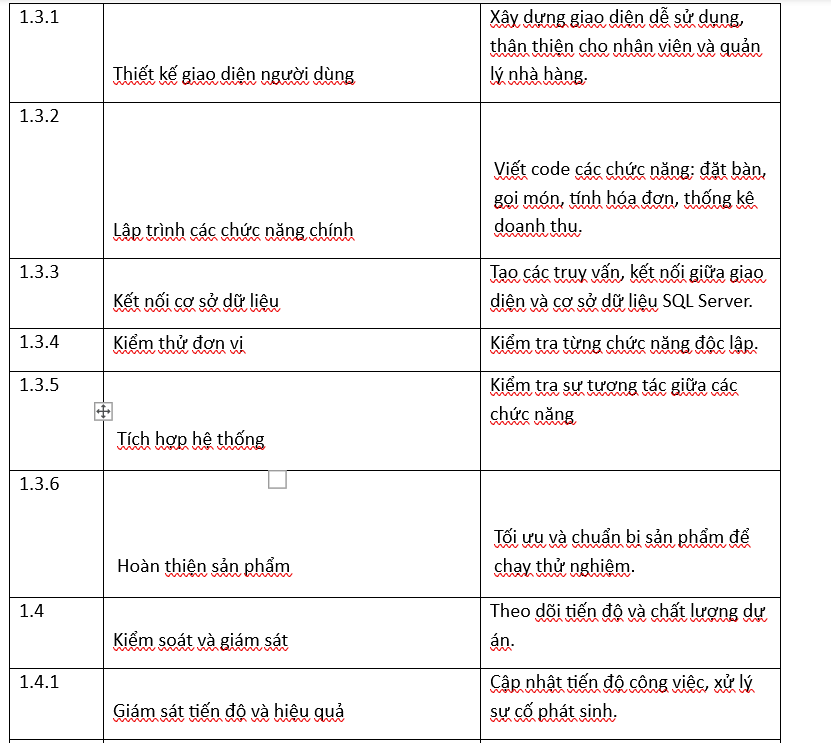 1.3.1
Thiết kế giao diện người dùng
Xây dựng giao diện dễ sử dụng,
thân thiện cho nhân viên và quản
lý nhà hàng.
1.3.2
Lập trình các chức năng chính
Viết code các chức năng: đặt bàn,
gọi món, tính hóa đơn, thống kê
doanh thu.
1.3.3
Kết nối cơ sở dữ liệu
Tạo các truy vấn, kết nối giữa giao
diện và cơ sở dữ liệu SQL Server.
1.3.4
Kiểm thử đơn vị
Kiểm tra từng chức năng độc lập.
1.3.5
Tích hợp hệ thống
Kiểm tra sự tương tác giữa các
chức năng
1.3.6
Hoàn thiện sản phẩm
Tối ưu và chuẩn bị sản phẩm để
chạy thử nghiệm.
1.4
Kiểm soát và giám sát
Theo dõi tiến độ và chất lượng dự
án.
1.4.1
Giám sát tiến độ và hiệu quả
Cập nhật tiến độ công việc, xử lý
sự cố phát sinh.